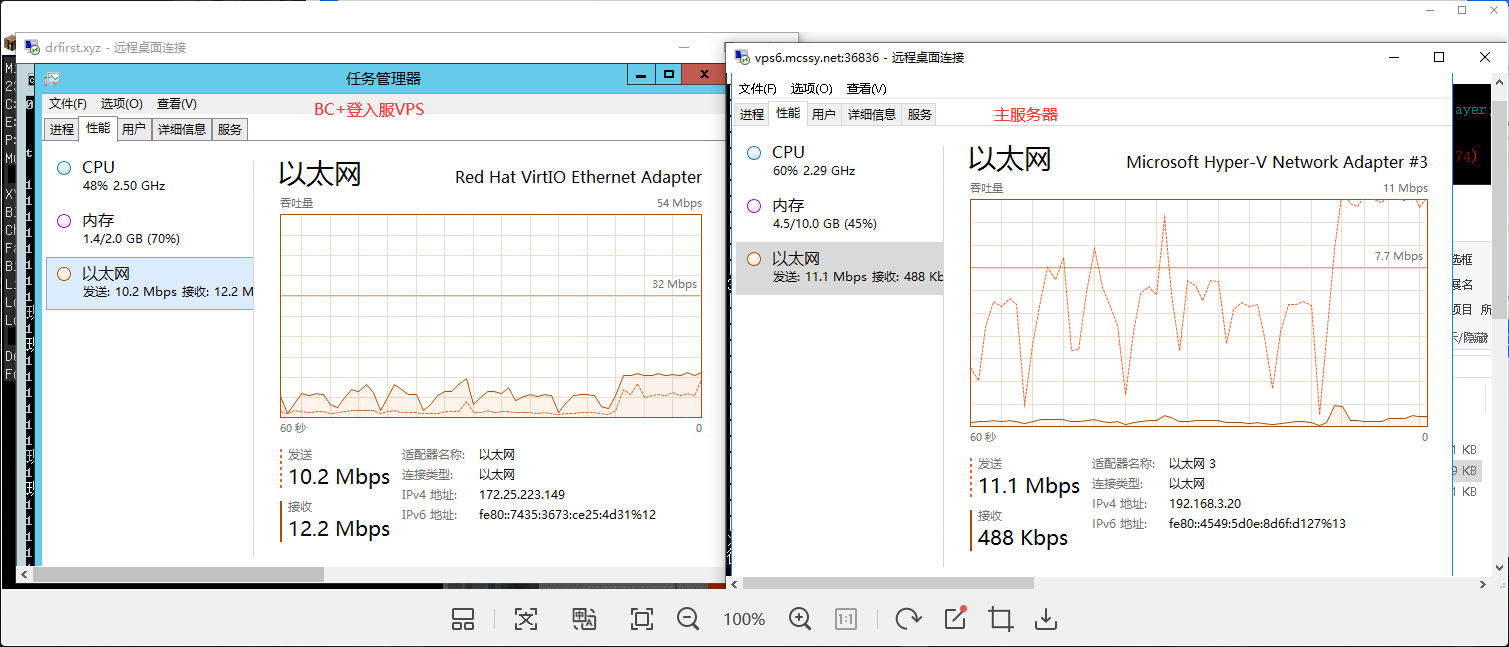 drfirst.xyz - 远程桌面连接
任务管理器
文件(F) 选项(O) 查看(V)
BC+登入服VPS
进程 性能 用户 详细信息 服务
CPU
48% 2.50 GHz
内存
1.4/2.0 GB (70%)
以太网
发送: 10.2 Mbps 接收: 12.2 M
以太网
Red Hat VirtIO Ethernet Adapter
吞吐量
54 Mbps
32 Mbps
60 秒
0
发送
10.2 Mbps
接收
12.2 Mbps
适配器名称: 以太网
连接类型: 以太网
IPv4 地址: 172.25.223.149
IPv6 地址: fe80::7435:3673:ce25:4d31%12
vps6.mcssy.net:36836 - 远程桌面连接
文件(F) 选项(O) 查看(V)
主服务器
进程 性能 用户 详细信息 服务
CPU
60% 2.29 GHz
内存
4.5/10.0 GB (45%)
以太网
发送: 11.1 Mbps 接收: 488 Kb
以太网
Microsoft Hyper-V Network Adapter #3
吞吐量
11 Mbps
7.7 Mbps
60 秒
0
发送
11.1 Mbps
接收
488 Kbps
适配器名称: 以太网 3
连接类型: 以太网
IPv4 地址: 192.168.3.20
IPv6 地址: fe80::4549:5d0e:8d6f:d127%13
ayer
74)
选框
展名
项目 所
示/隐藏
1 KB
9 KB
1 KB
100%
1:1